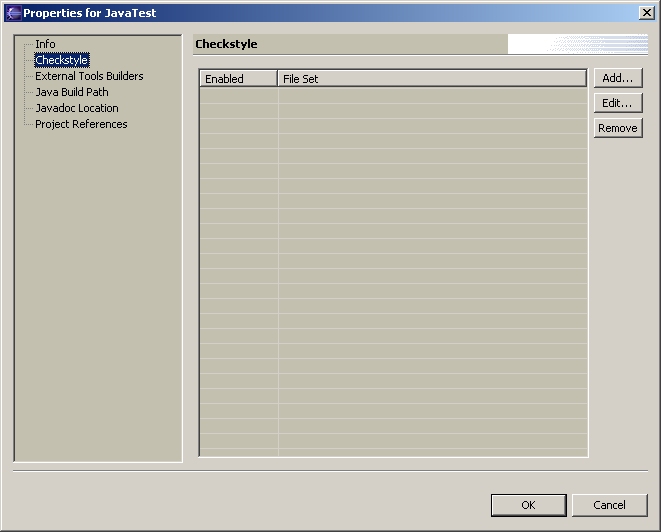 Properties for JavaTest
Info
Checkstyle
External Tools Builders
Java Build Path
Javadoc Location
Project References
Checkstyle
Enabled File Set
Add...
Edit...
Remove
OK Cancel